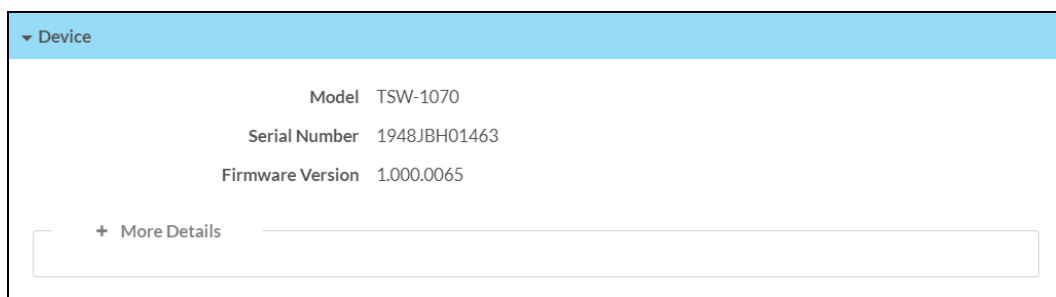 Device
Model TSW-1070
Serial Number 1948JBH01463
Firmware Version 1.000.0065
+ More Details